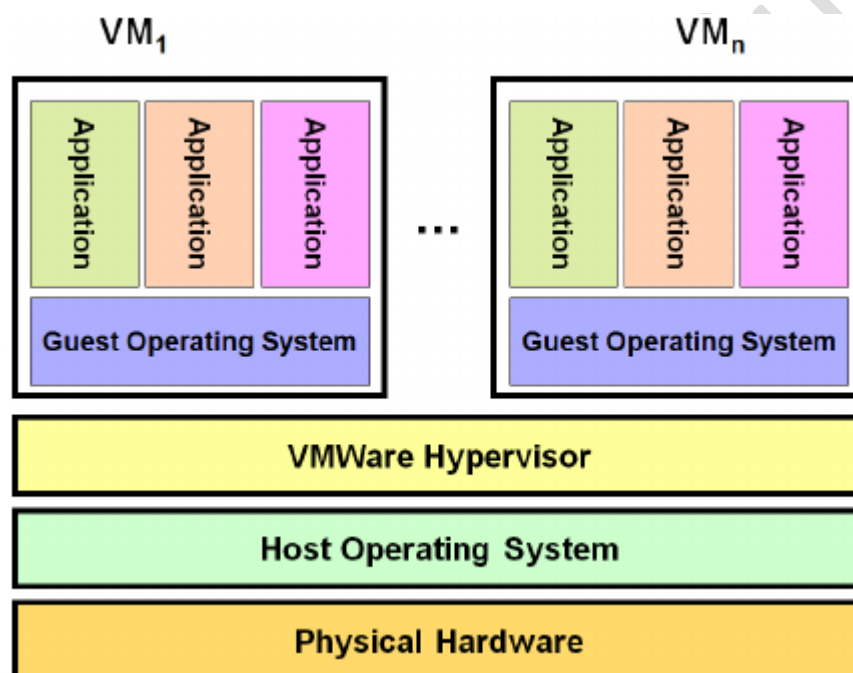 VM1
VMn
Application
Application
Application
...
Application
Application
Application
Guest Operating System
Guest Operating System
VMWare Hypervisor
Host Operating System
Physical Hardware